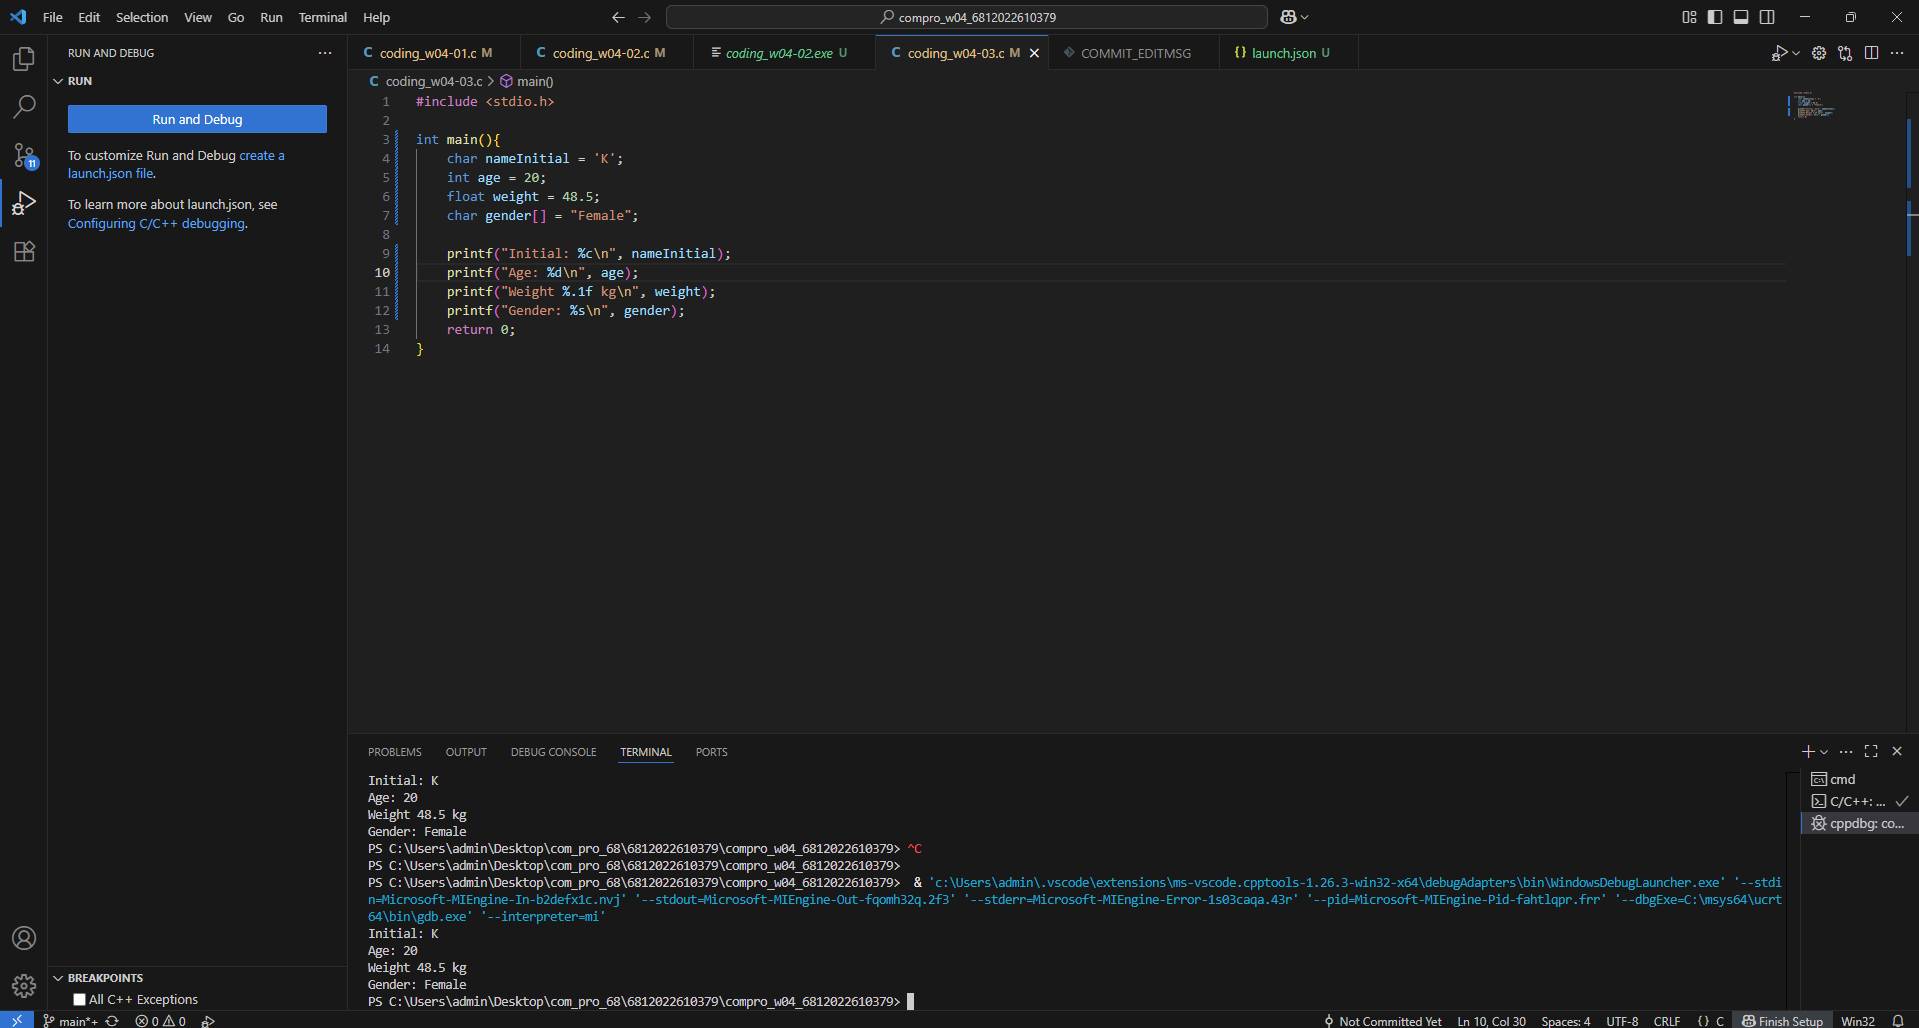 File Edit Selection View Go Run Terminal Help
compro_w04_6812022610379
RUN AND DEBUG
RUN
Run and Debug
To customize Run and Debug create a
launch.json file.
To learn more about launch.json, see
Configuring C/C++ debugging.
C coding_w04-01.c M
C coding_w04-02.c M
coding_w04-02.exe U
C coding_w04-03.c M
COMMIT_EDITMSG
{} launch.json U
C coding_w04-03.c > main()
1 #include <stdio.h>
2
3 int main(){
4 char nameInitial = 'K';
5 int age = 20;
6 float weight = 48.5;
7 char gender[] = "Female";
8
9 printf("Initial: %c\n", nameInitial);
10 printf("Age: %d\n", age);
11 printf("Weight %.1f kg\n", weight);
12 printf("Gender: %s\n", gender);
13 return 0;
14 }
11
PROBLEMS OUTPUT DEBUG CONSOLE TERMINAL PORTS
Initial: K
Age: 20
Weight 48.5 kg
Gender: Female
PS C:\Users\admin\Desktop\com_pro_68\6812022610379\compro_w04_6812022610379> ^C
PS C:\Users\admin\Desktop\com_pro_68\6812022610379\compro_w04_6812022610379>
PS C:\Users\admin\Desktop\com_pro_68\6812022610379\compro_w04_6812022610379> & 'c:\Users\admin\.vscode\extensions\ms-vscode.cpptools-1.26.3-win32-x64\debugAdapters\bin\WindowsDebugLauncher.exe' '--stdi
n=Microsoft-MIEngine-In-b2defx1c.nvj' '--stdout=Microsoft-MIEngine-Out-fqomh32q.2f3' '--stderr=Microsoft-MIEngine-Error-1s03caqa.43r' '--pid=Microsoft-MIEngine-Pid-fahtlqpr.frr' '--dbgExe=C:\msys64\ucrt
64\bin\gdb.exe' '--interpreter=mi'
Initial: K
Age: 20
Weight 48.5 kg
Gender: Female
PS C:\Users\admin\Desktop\com_pro_68\6812022610379\compro_w04_6812022610379>
cmd
C/C++: ...
cppdbg: co...
BREAKPOINTS
All C++ Exceptions
main*+ 0 0
Not Committed Yet Ln 10, Col 30 Spaces: 4 UTF-8 CRLF {} C Finish Setup Win32